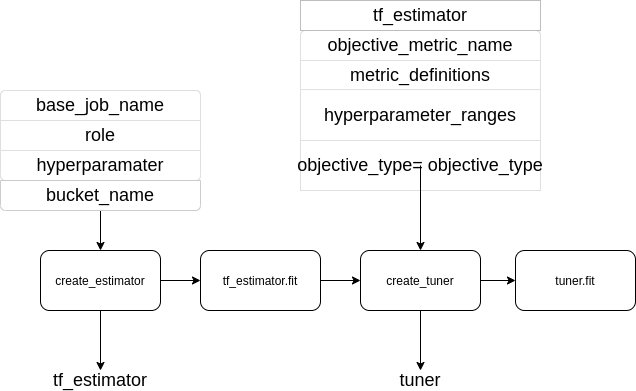 tf_estimator
objective_metric_name
metric_definitions
hyperparameter_ranges
objective_type= objective_type
base_job_name
role
hyperparamater
bucket_name
create_estimator
tf_estimator.fit
create_tuner
tuner.fit
tf_estimator
tuner